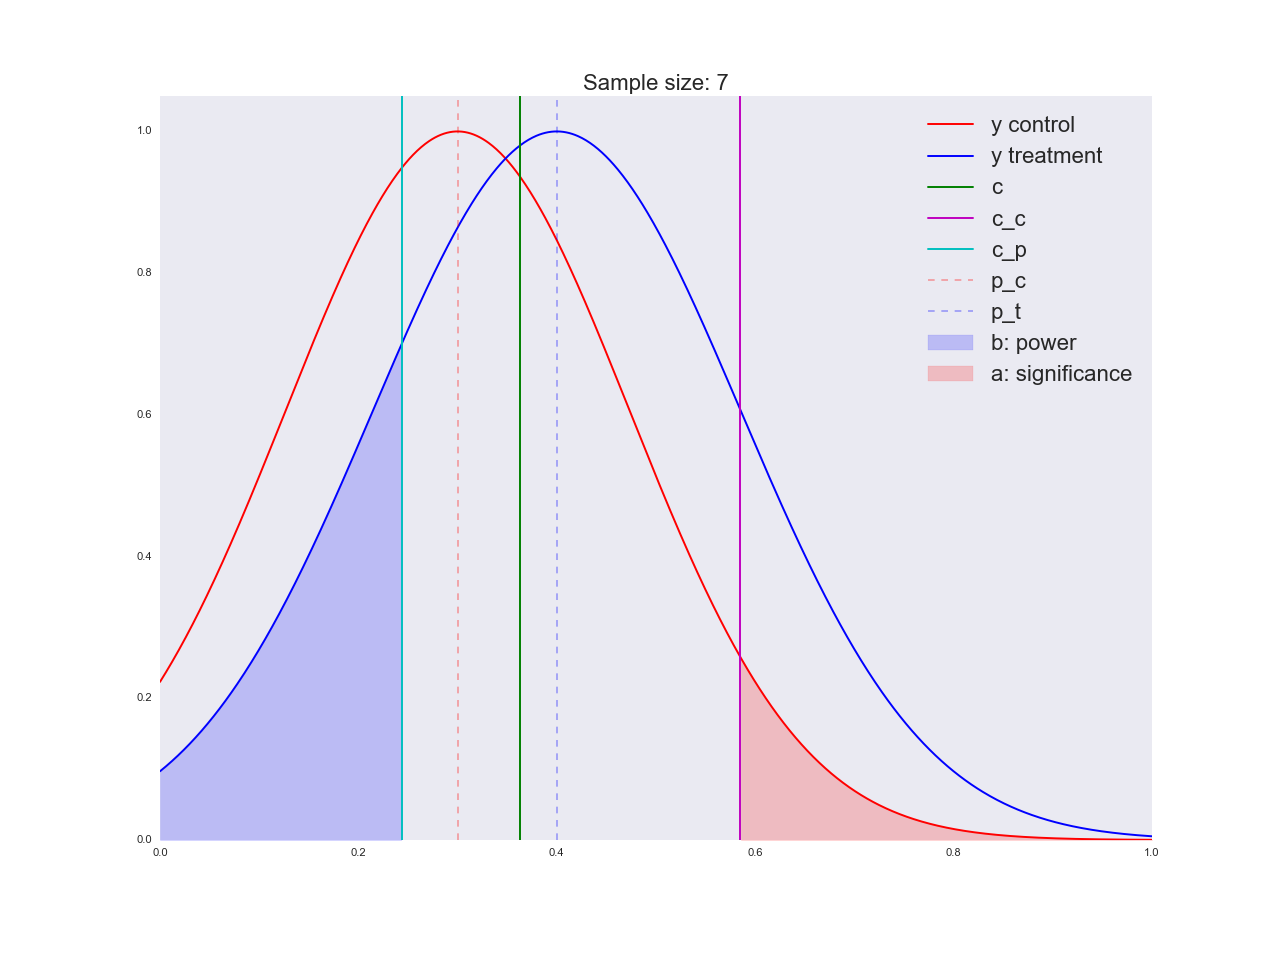 Sample size: 7
1.0
0.8
0.6
0.4
0.2
0.0
0.0 0.2 0.4 0.6 0.8 1.0
y control
y treatment
c
c_c
c_p
p_c
p_t
b: power
a: significance